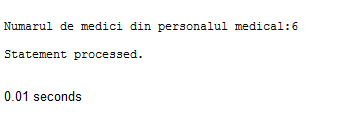 Numarul de medici din personalul medical:6
Statement processed.
0.01 seconds